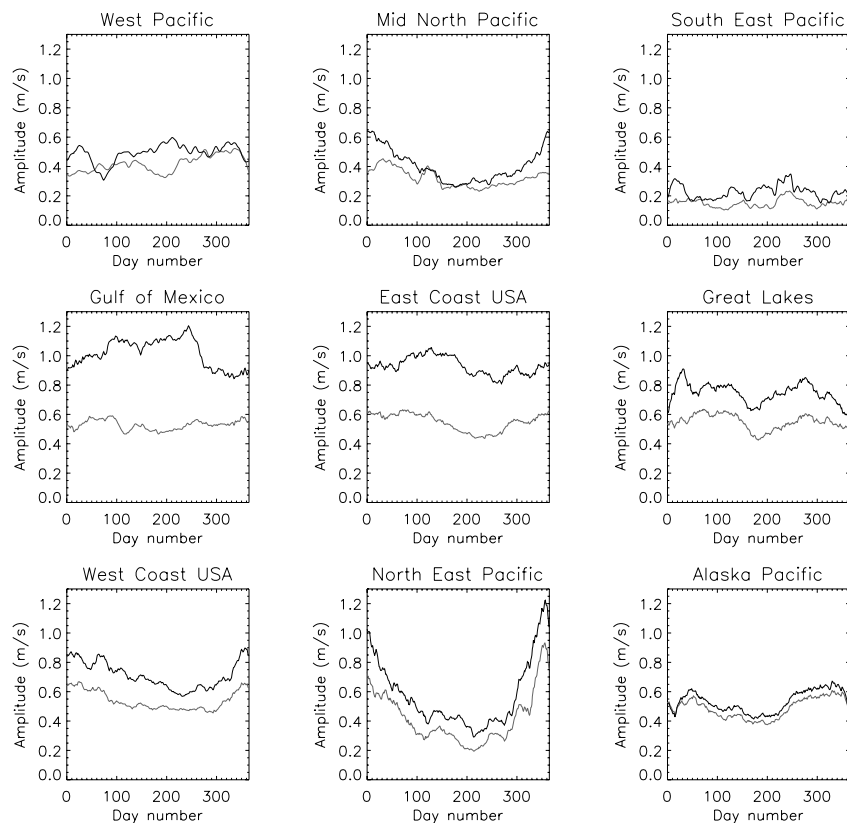 West Pacific
Mid North Pacific
South East Pacific
Amplitude (m/s)
1.2
1.0
0.8
0.6
0.4
0.2
0.0
0 100 200 300
Day number
Amplitude (m/s)
1.2
1.0
0.8
0.6
0.4
0.2
0.0
0 100 200 300
Day number
Amplitude (m/s)
1.2
1.0
0.8
0.6
0.4
0.2
0.0
0 100 200 300
Day number
Gulf of Mexico
East Coast USA
Great Lakes
Amplitude (m/s)
1.2
1.0
0.8
0.6
0.4
0.2
0.0
0 100 200 300
Day number
Amplitude (m/s)
1.2
1.0
0.8
0.6
0.4
0.2
0.0
0 100 200 300
Day number
Amplitude (m/s)
1.2
1.0
0.8
0.6
0.4
0.2
0.0
0 100 200 300
Day number
West Coast USA
North East Pacific
Alaska Pacific
Amplitude (m/s)
1.2
1.0
0.8
0.6
0.4
0.2
0.0
0 100 200 300
Day number
Amplitude (m/s)
1.2
1.0
0.8
0.6
0.4
0.2
0.0
0 100 200 300
Day number
Amplitude (m/s)
1.2
1.0
0.8
0.6
0.4
0.2
0.0
0 100 200 300
Day number